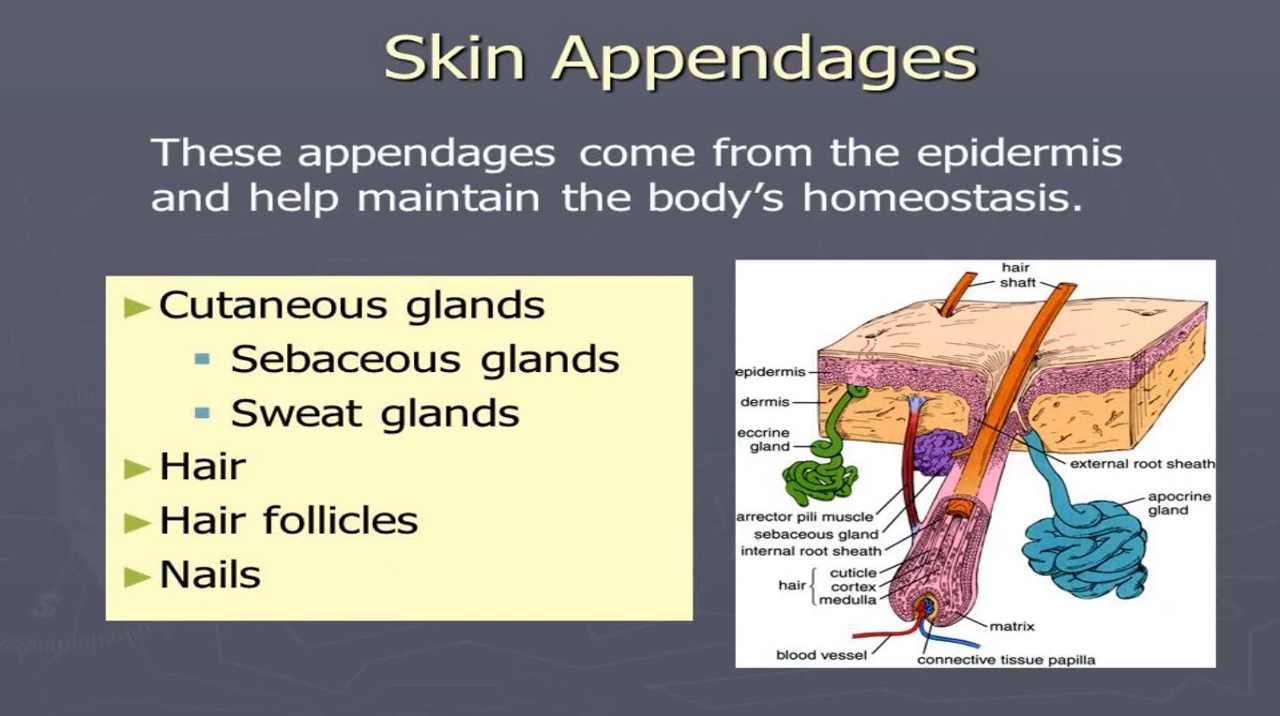 Skin Appendages
These appendages come from the epidermis
and help maintain the body's homeostasis.
Cutaneous glands
Sebaceous glands
Sweat glands
Hair
Hair follicles
Nails
hair
shaft
epidermis
dermis
eccrine
gland
external root sheath
apocrine
gland
arrector pili muscle
sebaceous gland
internal root sheath
hair
cuticle
cortex
medulla
matrix
blood vessel
connective tissue papilla